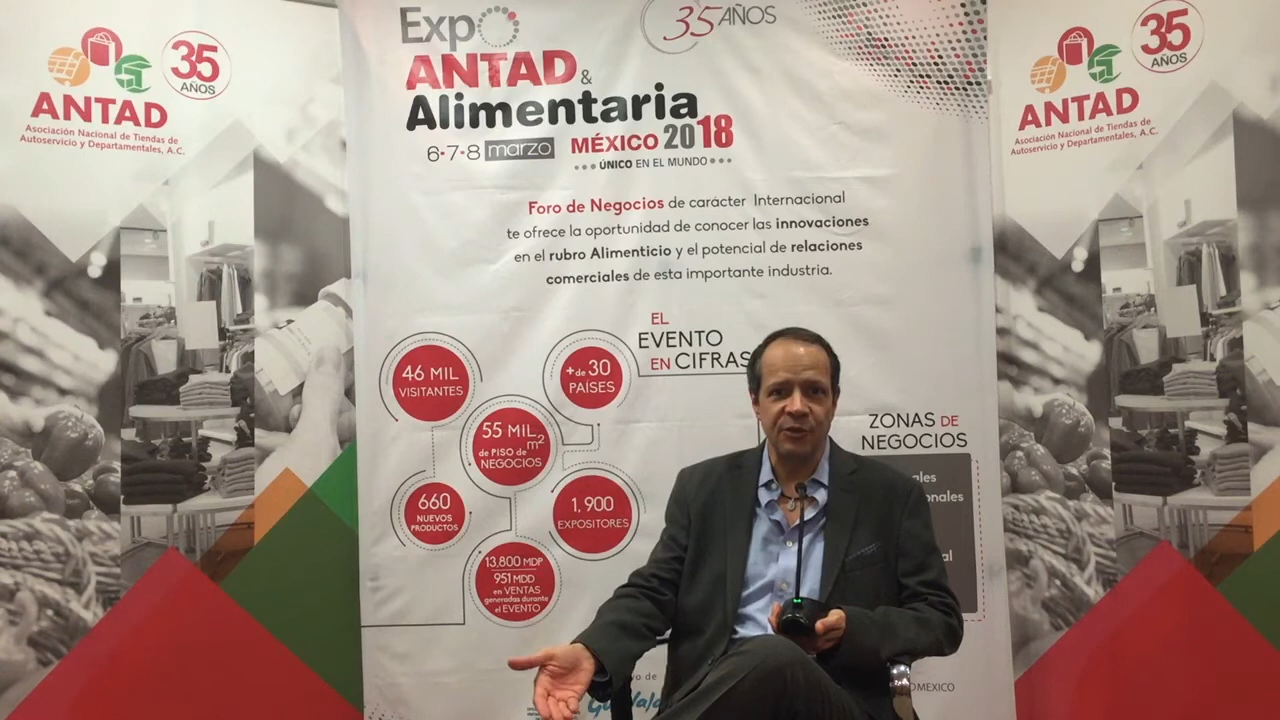 35
AÑOS
ANTAD
Asociación Nacional de Tiendas de
Autoservicio y Departamentales, A.C.
Expo
35 AÑOS
ANTAD &
Alimentaria
6•7•8 marzo MÉXICO 2018
••• ÚNICO EN EL MUNDO •••
Foro de Negocios de carácter Internacional
te ofrece la oportunidad de conocer las innovaciones
en el rubro Alimenticio y el potencial de relaciones
comerciales de esta importante industria.
EL
EVENTO
EN CIFRAS
46 MIL
VISITANTES
+de 30
PAÍSES
55 MIL
m2
de PISO de
NEGOCIOS
660
NUEVOS
PRODUCTOS
1,900
EXPOSITORES
13,800 MDP
951 MDD
en VENTAS
generadas durante
el EVENTO
ZONAS DE
NEGOCIOS
35
AÑOS
ANTAD
Asociación Nacional de Tiendas de
Autoservicio y Departamentales, A.C.